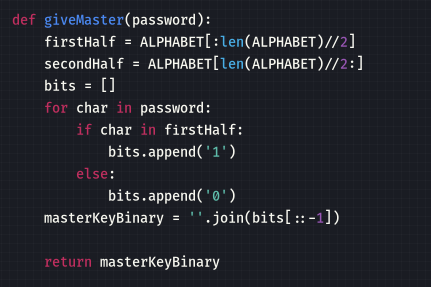 def giveMaster(password):
    firstHalf = ALPHABET[:len(ALPHABET)//2]
    secondHalf = ALPHABET[len(ALPHABET)//2:]
    bits = []
    for char in password:
        if char in firstHalf:
            bits.append('1')
        else:
            bits.append('0')
    masterKeyBinary = ''.join(bits[::-1])
    return masterKeyBinary